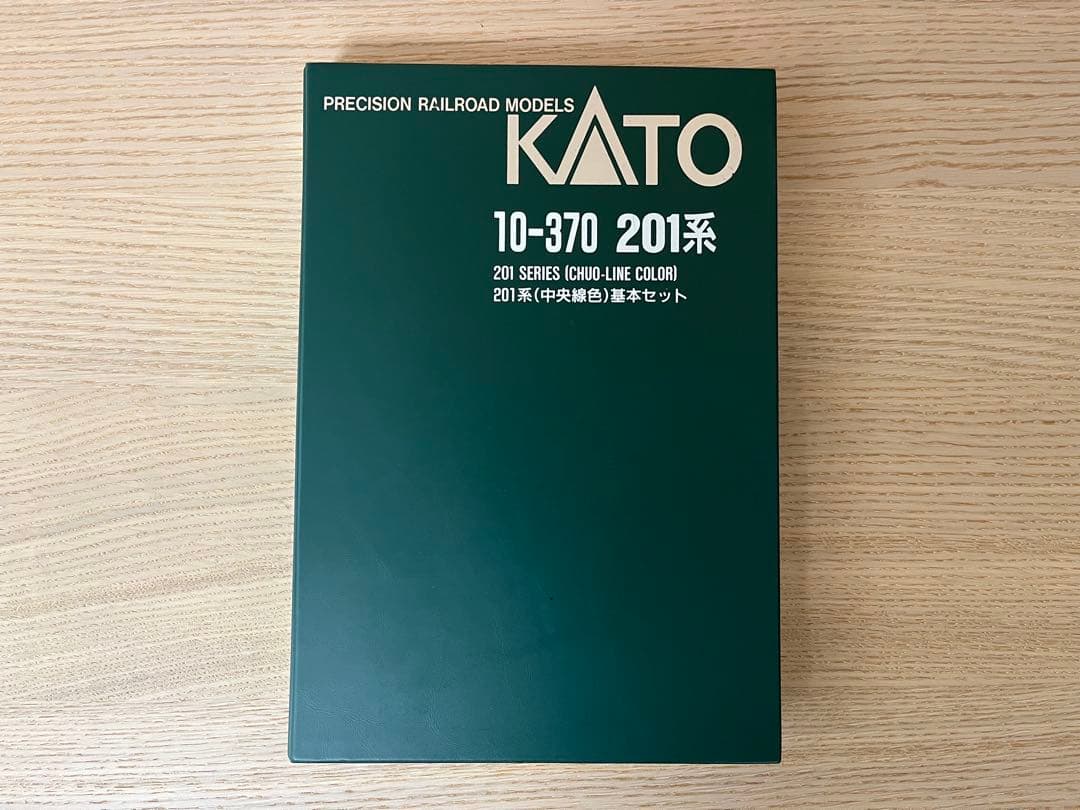 PRECISION RAILROAD MODELS
KATO
10-370 201系
201 SERIES (CHUO-LINE COLOR)
201系(中央線色)基本セット